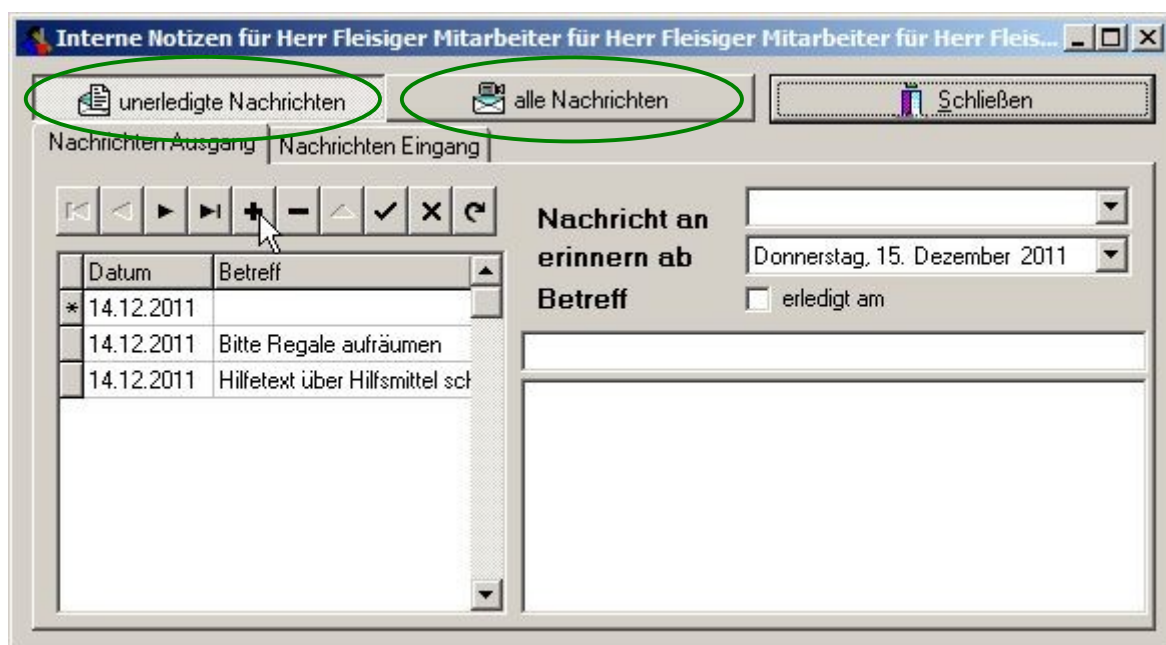 Interne Notizen für Herr Fleisiger Mitarbeiter für Herr Fleisiger Mitarbeiter für Herr Fleis...
unerledigte Nachrichten
alle Nachrichten
Schließen
Nachrichten Ausgang
Nachrichten Eingang
Nachricht an
erinnern ab
Donnerstag, 15. Dezember 2011
Betreff
erledigt am
Datum Betreff
* 14.12.2011
14.12.2011 Bitte Regale aufräumen
14.12.2011 Hilfetext über Hilfsmittel sch